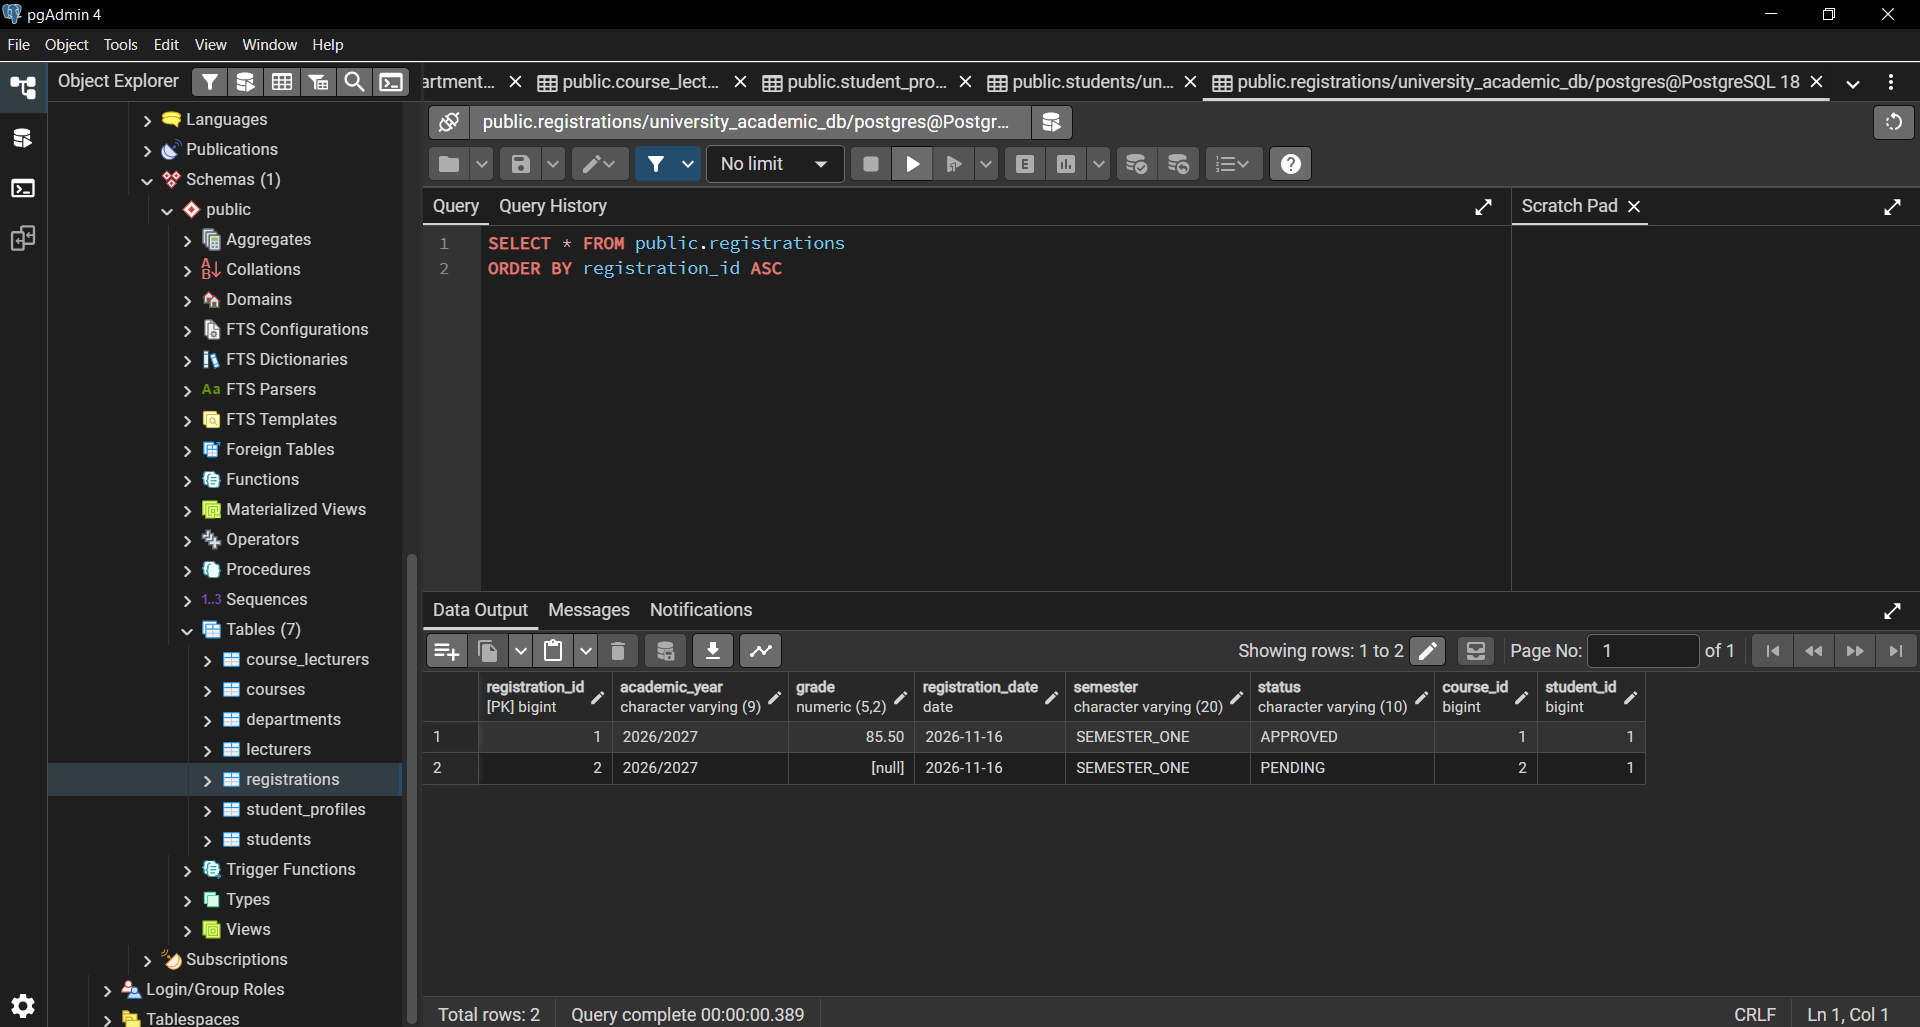 pgAdmin 4
File Object Tools Edit View Window Help
Object Explorer
artment... public.course_lect... public.student_pro... public.students/un... public.registrations/university_academic_db/postgres@PostgreSQL 18
public.registrations/university_academic_db/postgres@Postgr...
No limit
E
Query Query History
Scratch Pad
1 SELECT * FROM public.registrations
2 ORDER BY registration_id ASC
Languages
Publications
Schemas (1)
public
Aggregates
Collations
Domains
FTS Configurations
FTS Dictionaries
Aa FTS Parsers
FTS Templates
Foreign Tables
Functions
Materialized Views
Operators
Procedures
1..3 Sequences
Tables (7)
course_lecturers
courses
departments
lecturers
registrations
student_profiles
students
Trigger Functions
Types
Views
Subscriptions
Login/Group Roles
Tablespaces
Data Output Messages Notifications
Showing rows: 1 to 2 Page No: 1 of 1
registration_id academic_year grade registration_date semester status course_id student_id
[PK] bigint character varying (9) numeric (5,2) date character varying (20) character varying (10) bigint bigint
1 1 2026/2027 85.50 2026-11-16 SEMESTER_ONE APPROVED 1 1
2 2 2026/2027 [null] 2026-11-16 SEMESTER_ONE PENDING 2 1
Total rows: 2 Query complete 00:00:00.389 CRLF Ln 1, Col 1